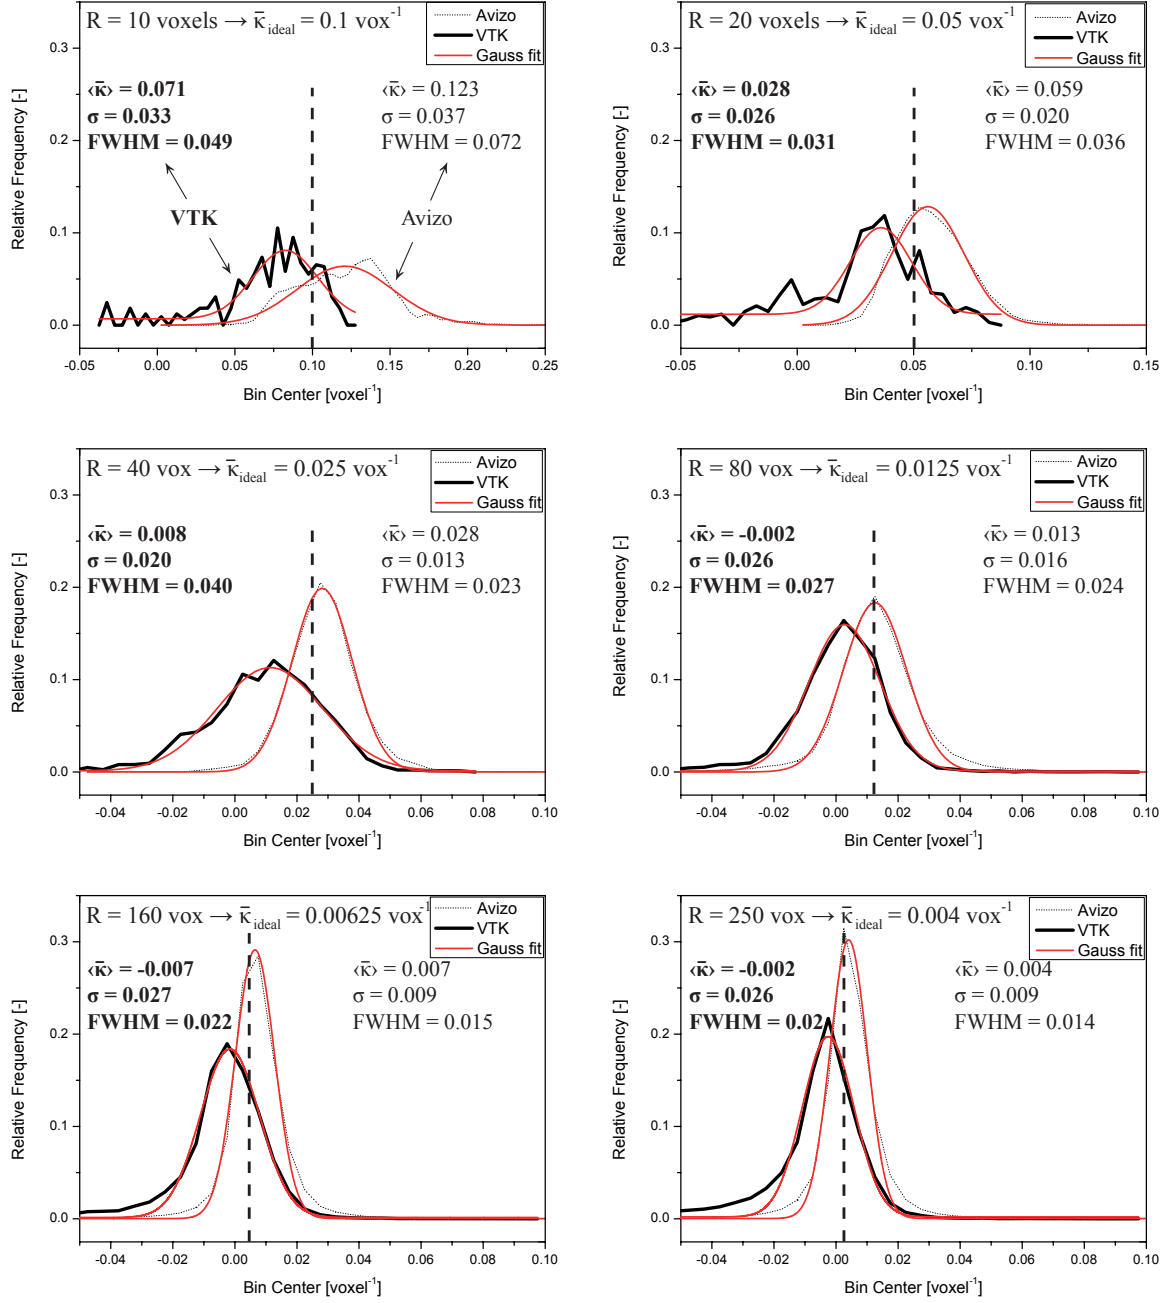 R = 10 voxels → κ̄ideal = 0.1 vox-1
Avizo
VTK
Gauss fit
‹κ̄› = 0.071
σ = 0.033
FWHM = 0.049
‹κ̄› = 0.123
σ = 0.037
FWHM = 0.072
VTK
Avizo
Relative Frequency [-]
0.3
0.2
0.1
0.0
-0.05 0.00 0.05 0.10 0.15 0.20 0.25
Bin Center [voxel-1]
R = 20 voxels → κ̄ideal = 0.05 vox-1
Avizo
VTK
Gauss fit
‹κ̄› = 0.028
σ = 0.026
FWHM = 0.031
‹κ̄› = 0.059
σ = 0.020
FWHM = 0.036
Relative Frequency [-]
0.3
0.2
0.1
0.0
-0.05 0.00 0.05 0.10 0.15
Bin Center [voxel-1]
R = 40 vox → κ̄ideal = 0.025 vox-1
Avizo
VTK
Gauss fit
‹κ̄› = 0.008
σ = 0.020
FWHM = 0.040
‹κ̄› = 0.028
σ = 0.013
FWHM = 0.023
Relative Frequency [-]
0.3
0.2
0.1
0.0
-0.04 -0.02 0.00 0.02 0.04 0.06 0.08 0.10
Bin Center [voxel-1]
R = 80 vox → κ̄ideal = 0.0125 vox-1
Avizo
VTK
Gauss fit
‹κ̄› = -0.002
σ = 0.026
FWHM = 0.027
‹κ̄› = 0.013
σ = 0.016
FWHM = 0.024
Relative Frequency [-]
0.3
0.2
0.1
0.0
-0.04 -0.02 0.00 0.02 0.04 0.06 0.08 0.10
Bin Center [voxel-1]
R = 160 vox → κ̄ideal = 0.00625 vox-1
Avizo
VTK
Gauss fit
‹κ̄› = -0.007
σ = 0.027
FWHM = 0.022
‹κ̄› = 0.007
σ = 0.009
FWHM = 0.015
Relative Frequency [-]
0.3
0.2
0.1
0.0
-0.04 -0.02 0.00 0.02 0.04 0.06 0.08 0.10
Bin Center [voxel-1]
R = 250 vox → κ̄ideal = 0.004 vox-1
Avizo
VTK
Gauss fit
‹κ̄› = -0.002
σ = 0.026
FWHM = 0.02
‹κ̄› = 0.004
σ = 0.009
FWHM = 0.014
Relative Frequency [-]
0.3
0.2
0.1
0.0
-0.04 -0.02 0.00 0.02 0.04 0.06 0.08 0.10
Bin Center [voxel-1]